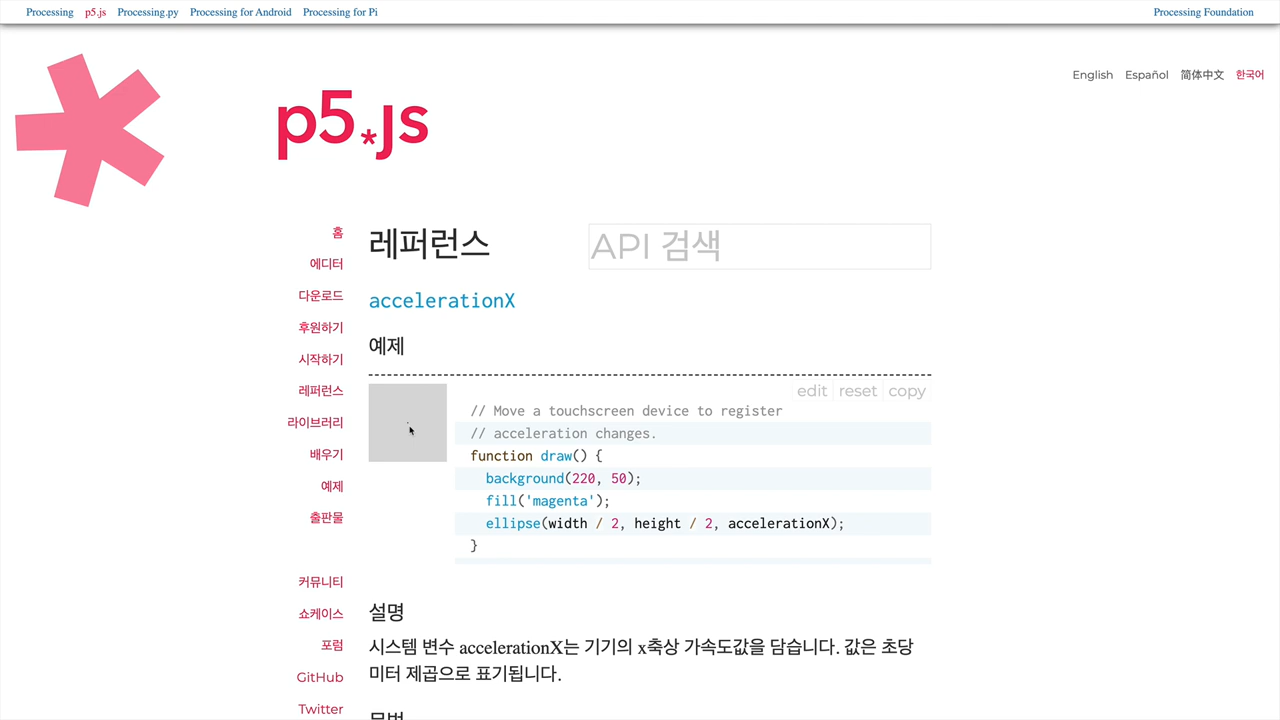 Processing p5.js Processing.py Processing for Android Processing for Pi Processing Foundation
English Español 简体中文 한국어
p5*js
홈
에디터
다운로드
후원하기
시작하기
레퍼런스
라이브러리
배우기
예제
출판물
커뮤니티
쇼케이스
포럼
GitHub
Twitter
레퍼런스 API 검색
accelerationX
예제
edit reset copy
// Move a touchscreen device to register
// acceleration changes.
function draw() {
background(220, 50);
fill('magenta');
ellipse(width / 2, height / 2, accelerationX);
}
설명
시스템 변수 accelerationX는 기기의 x축상 가속도값을 담습니다. 값은 초당
미터 제곱으로 표기됩니다.